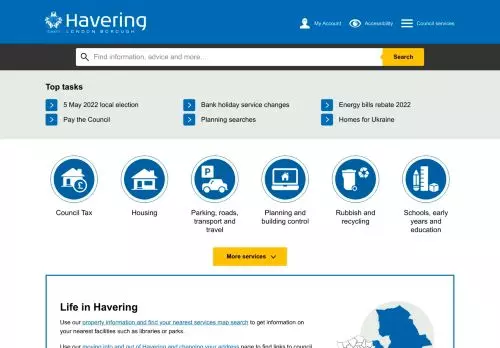 Havering
LONDON BOROUGH
My Account
Accessibility
Council services
Find information, advice and more...
Search
Top tasks
5 May 2022 local election
Bank holiday service changes
Energy bills rebate 2022
Pay the Council
Planning searches
Homes for Ukraine
Council Tax
Housing
Parking, roads,
transport and
travel
Planning and
building control
Rubbish and
recycling
Schools, early
years and
education
More services
Life in Havering
Use our property information and find your nearest services map search to get information on
your nearest facilities such as libraries or parks.
Use our moving into and out of Havering and changing your address page to find links to council